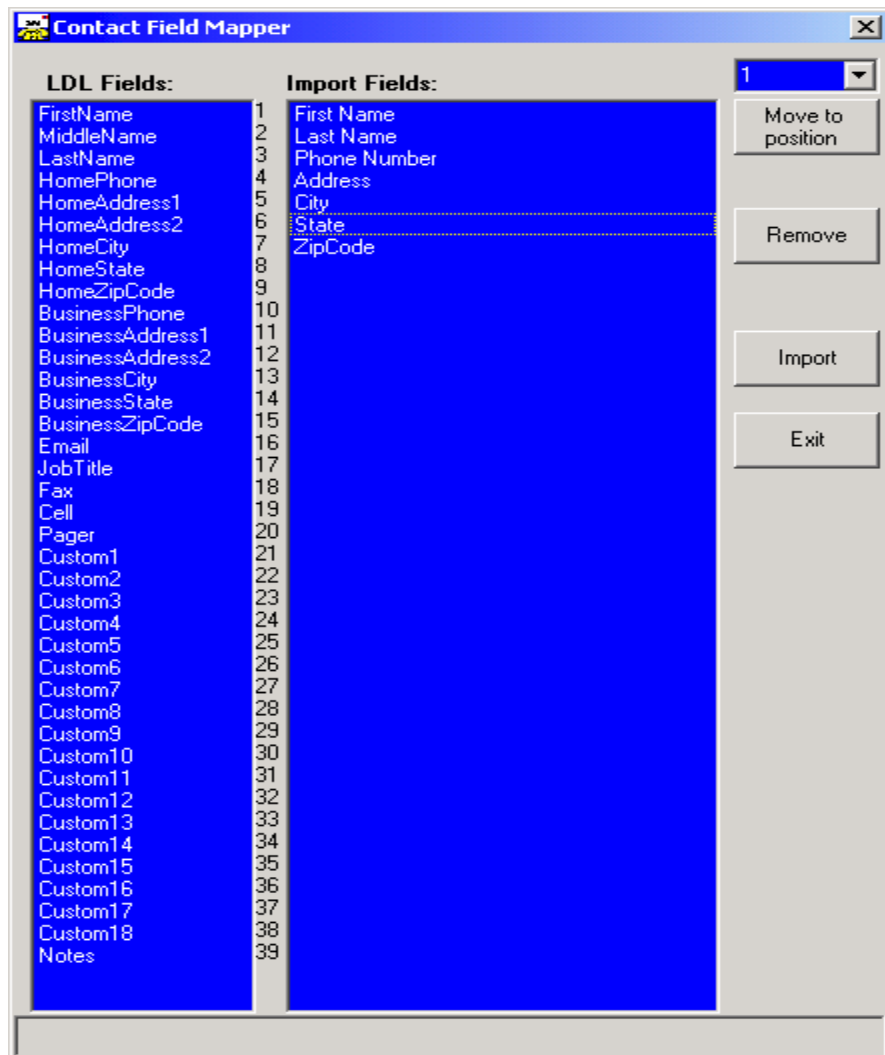 Contact Field Mapper
LDL Fields:
Import Fields:
1
FirstName 1 First Name
MiddleName 2 Last Name
LastName 3 Phone Number
HomePhone 4 Address
HomeAddress1 5 City
HomeAddress2 6 State
HomeCity 7 ZipCode
HomeState 8
HomeZipCode 9
BusinessPhone 10
BusinessAddress1 11
BusinessAddress2 12
BusinessCity 13
BusinessState 14
BusinessZipCode 15
Email 16
JobTitle 17
Fax 18
Cell 19
Pager 20
Custom1 21
Custom2 22
Custom3 23
Custom4 24
Custom5 25
Custom6 26
Custom7 27
Custom8 28
Custom9 29
Custom10 30
Custom11 31
Custom12 32
Custom13 33
Custom14 34
Custom15 35
Custom16 36
Custom17 37
Custom18 38
Notes 39
Move to
position
Remove
Import
Exit